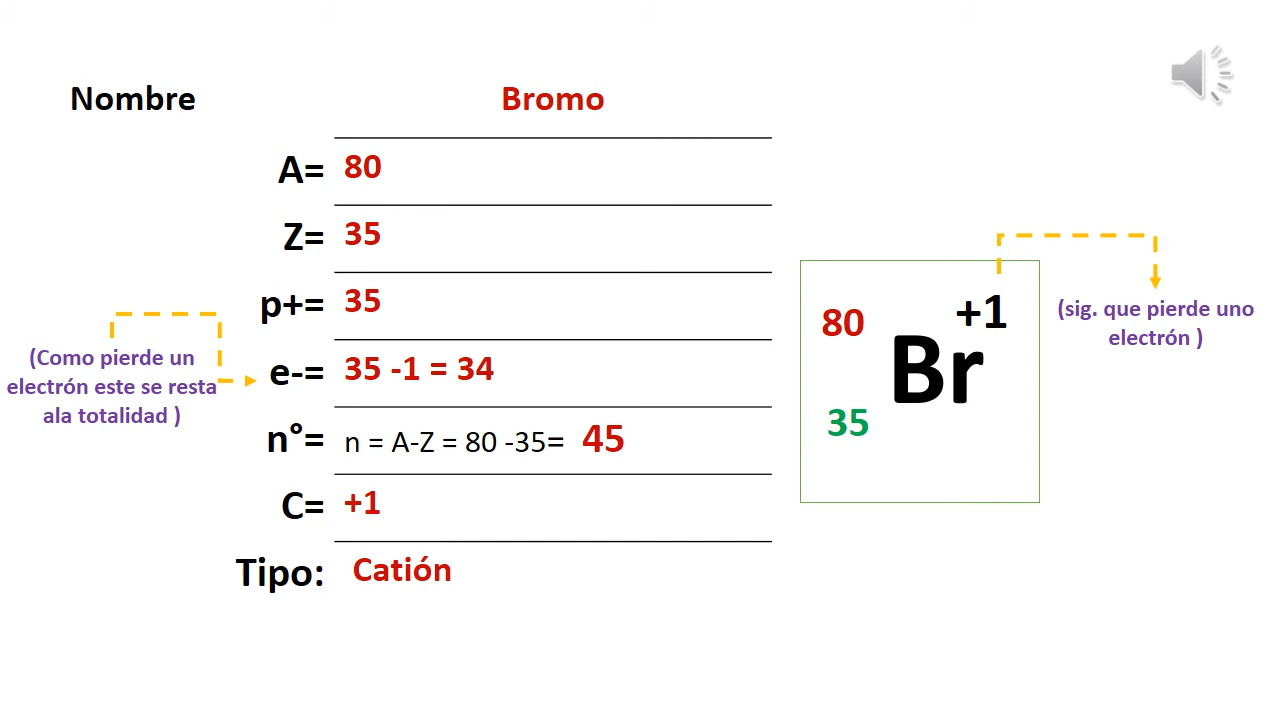 Nombre Bromo
A= 80
Z= 35
p+= 35
(Como pierde un
electrón este se resta
ala totalidad )
e-= 35 -1 = 34
n°= n = A-Z = 80 -35= 45
C= +1
Tipo: Catión
80
+1
Br
35
(sig. que pierde uno
electrón )